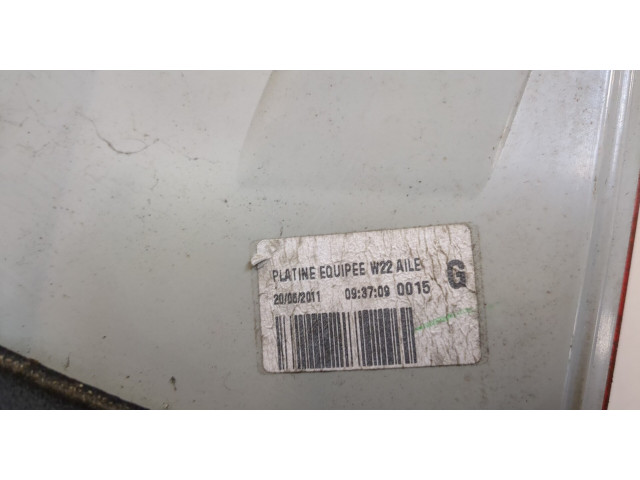 PLATINE EQUIPEE W22 AILE G
20/06/2011 09:37:09 0015